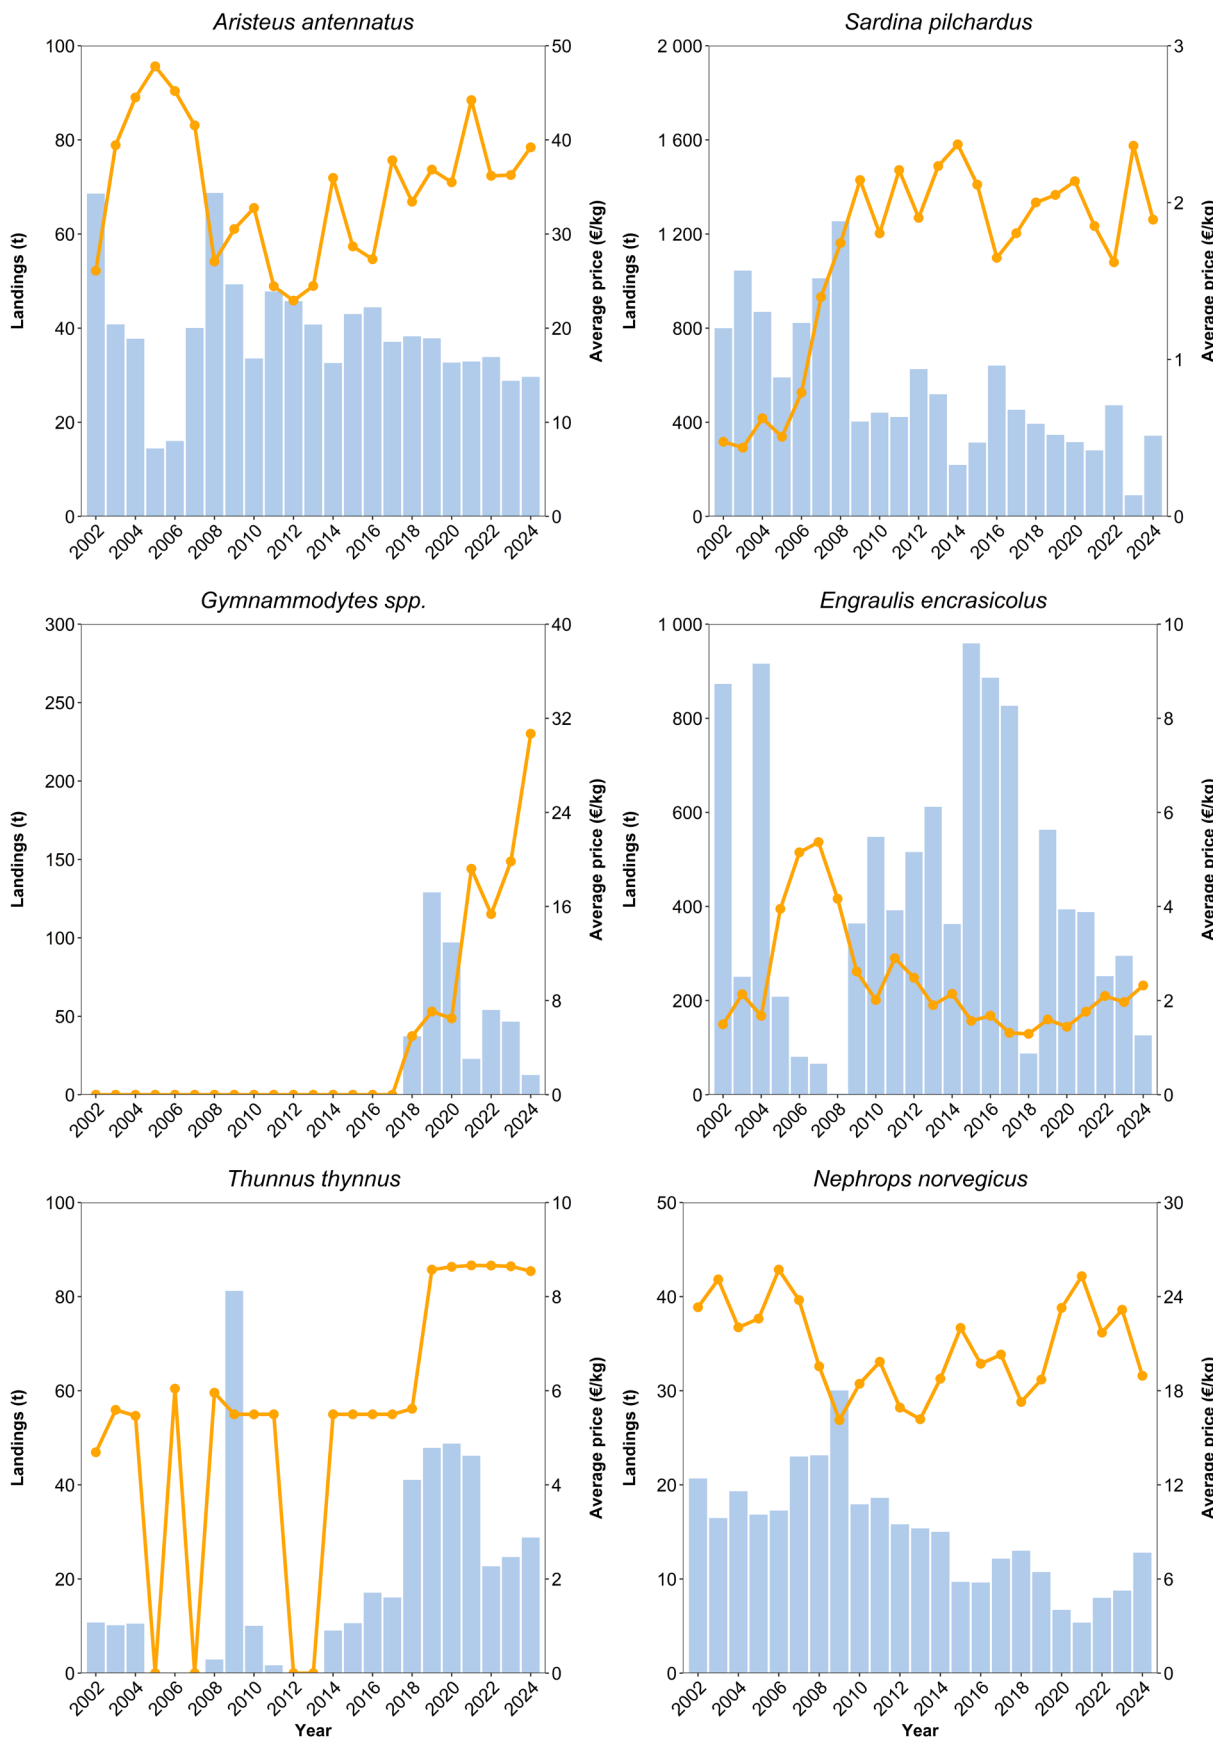 Aristeus antennatus
100
80
60
40
20
0
Landings (t)
50
40
30
20
10
0
Average price (€/kg)
2002 2004 2006 2008 2010 2012 2014 2016 2018 2020 2022 2024
Sardina pilchardus
2 000
1 600
1 200
800
400
0
Landings (t)
3
2
1
0
Average price (€/kg)
2002 2004 2006 2008 2010 2012 2014 2016 2018 2020 2022 2024
Gymnammodytes spp.
300
250
200
150
100
50
0
Landings (t)
40
32
24
16
8
0
Average price (€/kg)
2002 2004 2006 2008 2010 2012 2014 2016 2018 2020 2022 2024
Engraulis encrasicolus
1 000
800
600
400
200
0
Landings (t)
10
8
6
4
2
0
Average price (€/kg)
2002 2004 2006 2008 2010 2012 2014 2016 2018 2020 2022 2024
Thunnus thynnus
100
80
60
40
20
0
Landings (t)
10
8
6
4
2
0
Average price (€/kg)
2002 2004 2006 2008 2010 2012 2014 2016 2018 2020 2022 2024
Year
Nephrops norvegicus
50
40
30
20
10
0
Landings (t)
30
24
18
12
6
0
Average price (€/kg)
2002 2004 2006 2008 2010 2012 2014 2016 2018 2020 2022 2024
Year